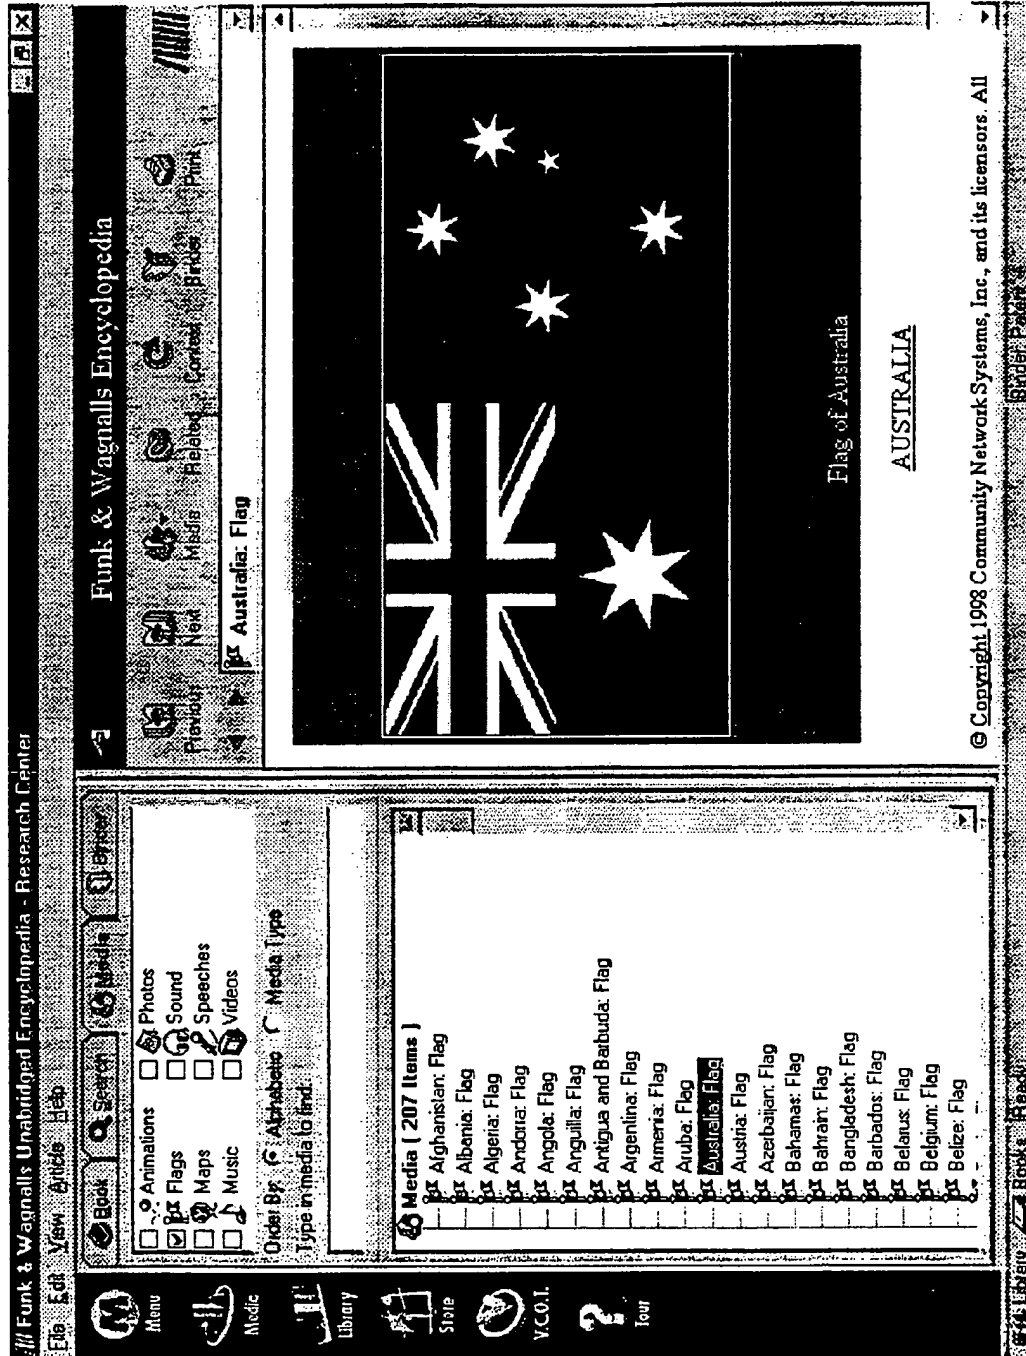 Funk & Wagnalls Unabridged Encyclopedia - Research Center
File Edit View Article Help
Menu
Library
Store
V.C.O.T.
Tour
Book Search Media
Animations Photos
Flags Sound
Maps Speeches
Music Videos
Order By: Alphabetic Media Type
Type in media to find:
Media ( 207 Items )
Afghanistan: Flag
Albania: Flag
Algeria: Flag
Andorra: Flag
Angola: Flag
Anguilla: Flag
Antigua and Barbuda: Flag
Argentina: Flag
Armenia: Flag
Aruba: Flag
Australia: Flag
Austria: Flag
Azerbaijan: Flag
Bahamas: Flag
Bahrain: Flag
Bangladesh: Flag
Barbados: Flag
Belarus: Flag
Belgium: Flag
Belize: Flag
Funk & Wagnalls Encyclopedia
Previous Next Media Related Context Binder Print
Australia: Flag
Flag of Australia
AUSTRALIA
© Copyright 1998 Community Network Systems, Inc., and its licensors. All
Library Books Ready